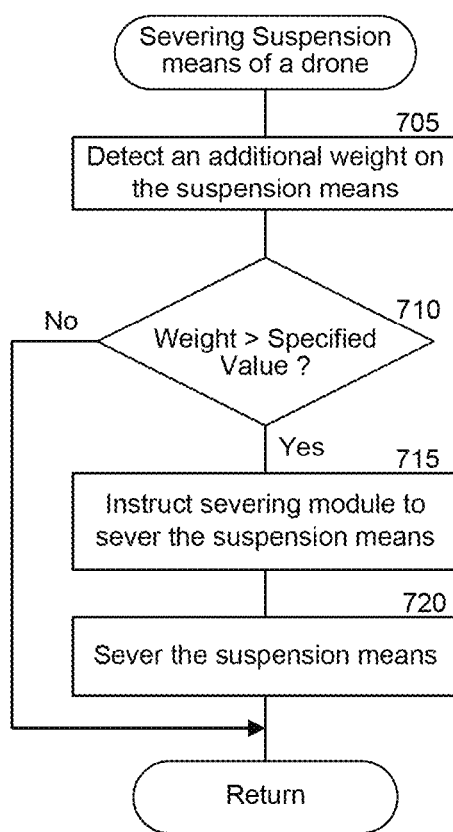 Severing Suspension
means of a drone
705
Detect an additional weight on
the suspension means
710
No
Weight > Specified
Value ?
Yes
715
Instruct severing module to
sever the suspension means
720
Sever the suspension means
Return